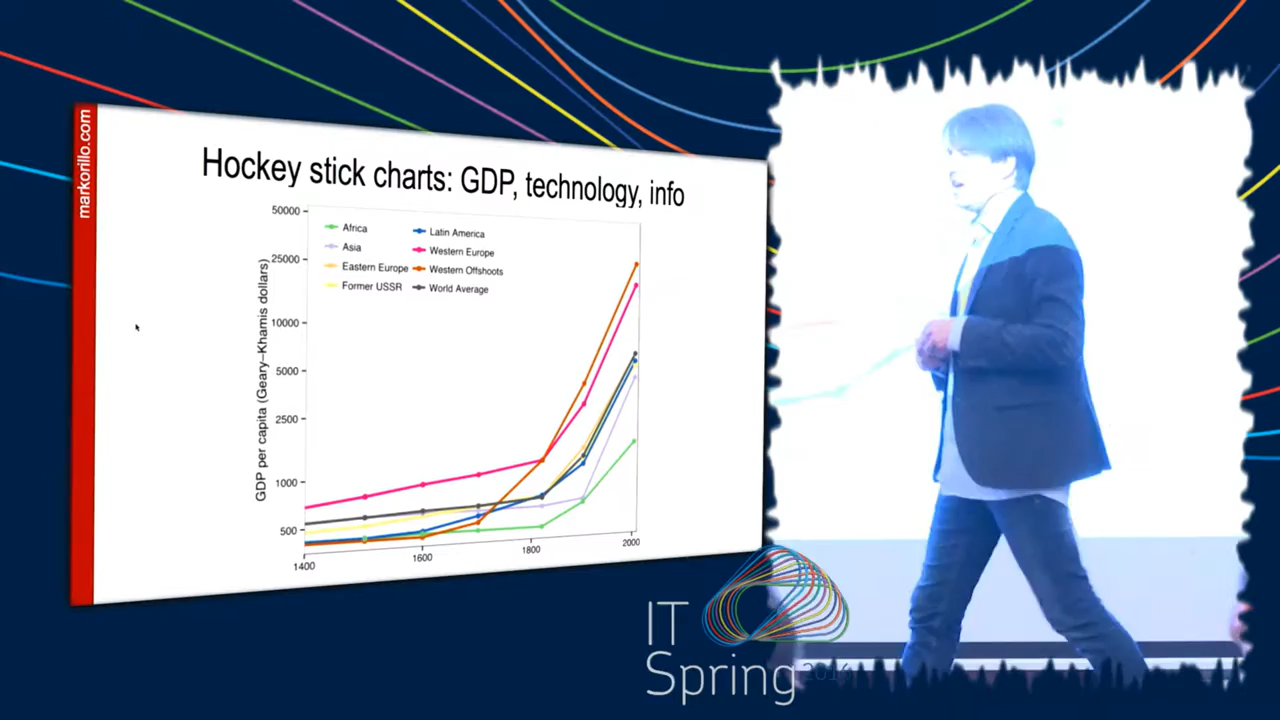 markorillo.com
Hockey stick charts: GDP, technology, info
GDP per capita (Geary–Khamis dollars)
50000
25000
10000
5000
2500
1000
500
Africa
Asia
Eastern Europe
Former USSR
Latin America
Western Europe
Western Offshoots
World Average
1400
1600
1800
2000
IT
Spring
2016